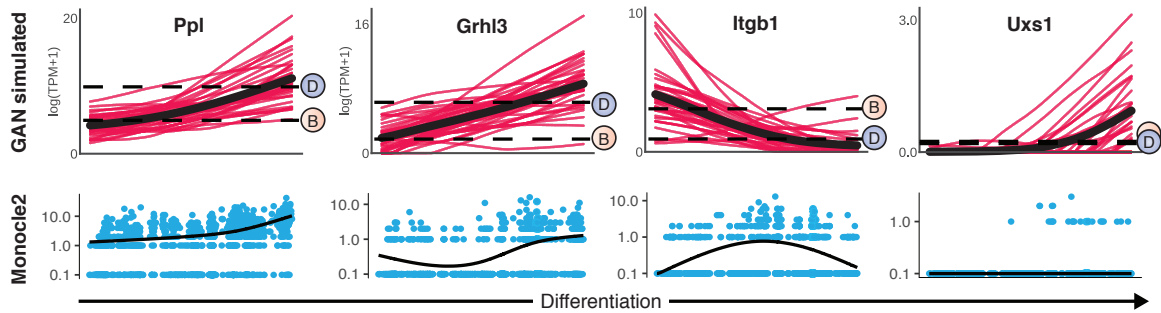 GAN simulated
Ppl
Grhl3
Itgb1
Uxs1
log(TPM+1)
20
0
D
B
log(TPM+1)
16
0
D
B
10
0
B
D
3.0
0.0
D
Monocle2
10.0
1.0
0.1
10.0
1.0
0.1
10.0
1.0
0.1
1.0
0.1
Differentiation